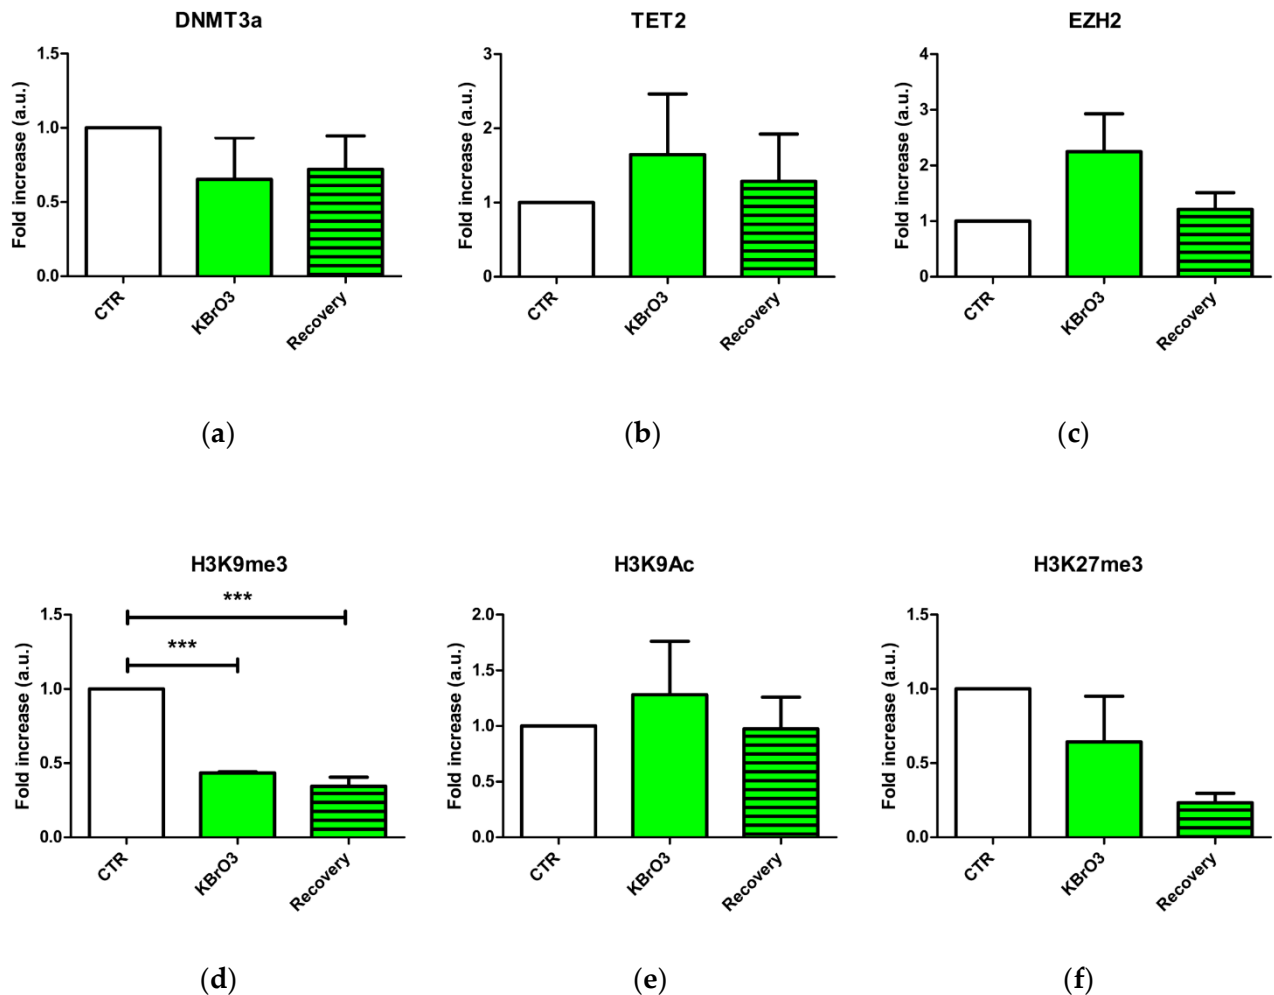 DNMT3a
Fold increase (a.u.)
1.5
1.0
0.5
0.0
CTR
KBrO3
Recovery
(a)
TET2
Fold increase (a.u.)
3
2
1
0
CTR
KBrO3
Recovery
(b)
EZH2
Fold increase (a.u.)
4
3
2
1
0
CTR
KBrO3
Recovery
(c)
H3K9me3
Fold increase (a.u.)
1.5
1.0
0.5
0.0
***
***
CTR
KBrO3
Recovery
(d)
H3K9Ac
Fold increase (a.u.)
2.0
1.5
1.0
0.5
0.0
CTR
KBrO3
Recovery
(e)
H3K27me3
Fold increase (a.u.)
1.5
1.0
0.5
0.0
CTR
KBrO3
Recovery
(f)